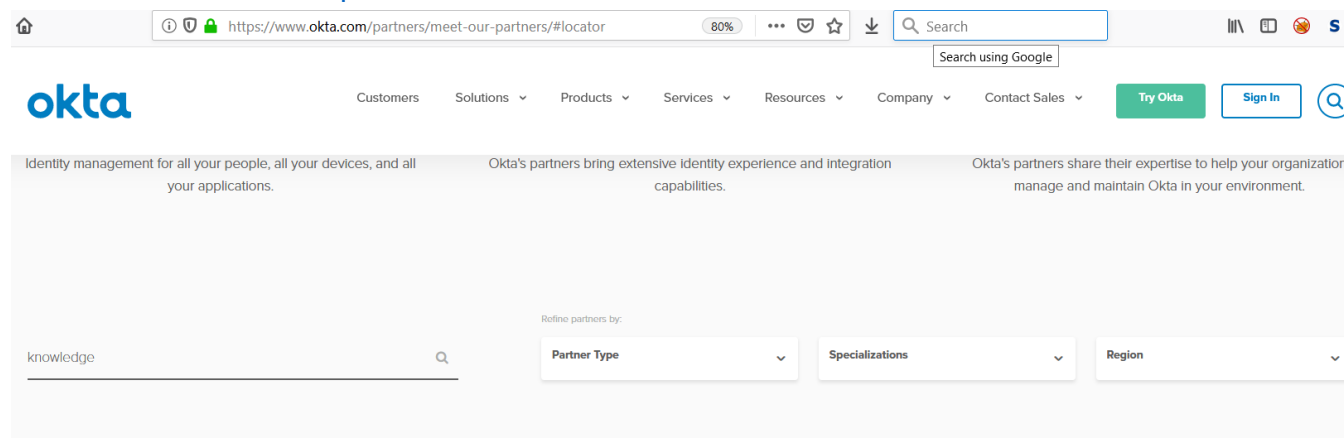 https://www.okta.com/partners/meet-our-partners/#locator 80% Search S
Search using Google
okta Customers Solutions Products Services Resources Company Contact Sales Try Okta Sign In
Identity management for all your people, all your devices, and all
your applications.
Okta's partners bring extensive identity experience and integration
capabilities.
Okta's partners share their expertise to help your organization
manage and maintain Okta in your environment.
Refine partners by:
knowledge Partner Type Specializations Region